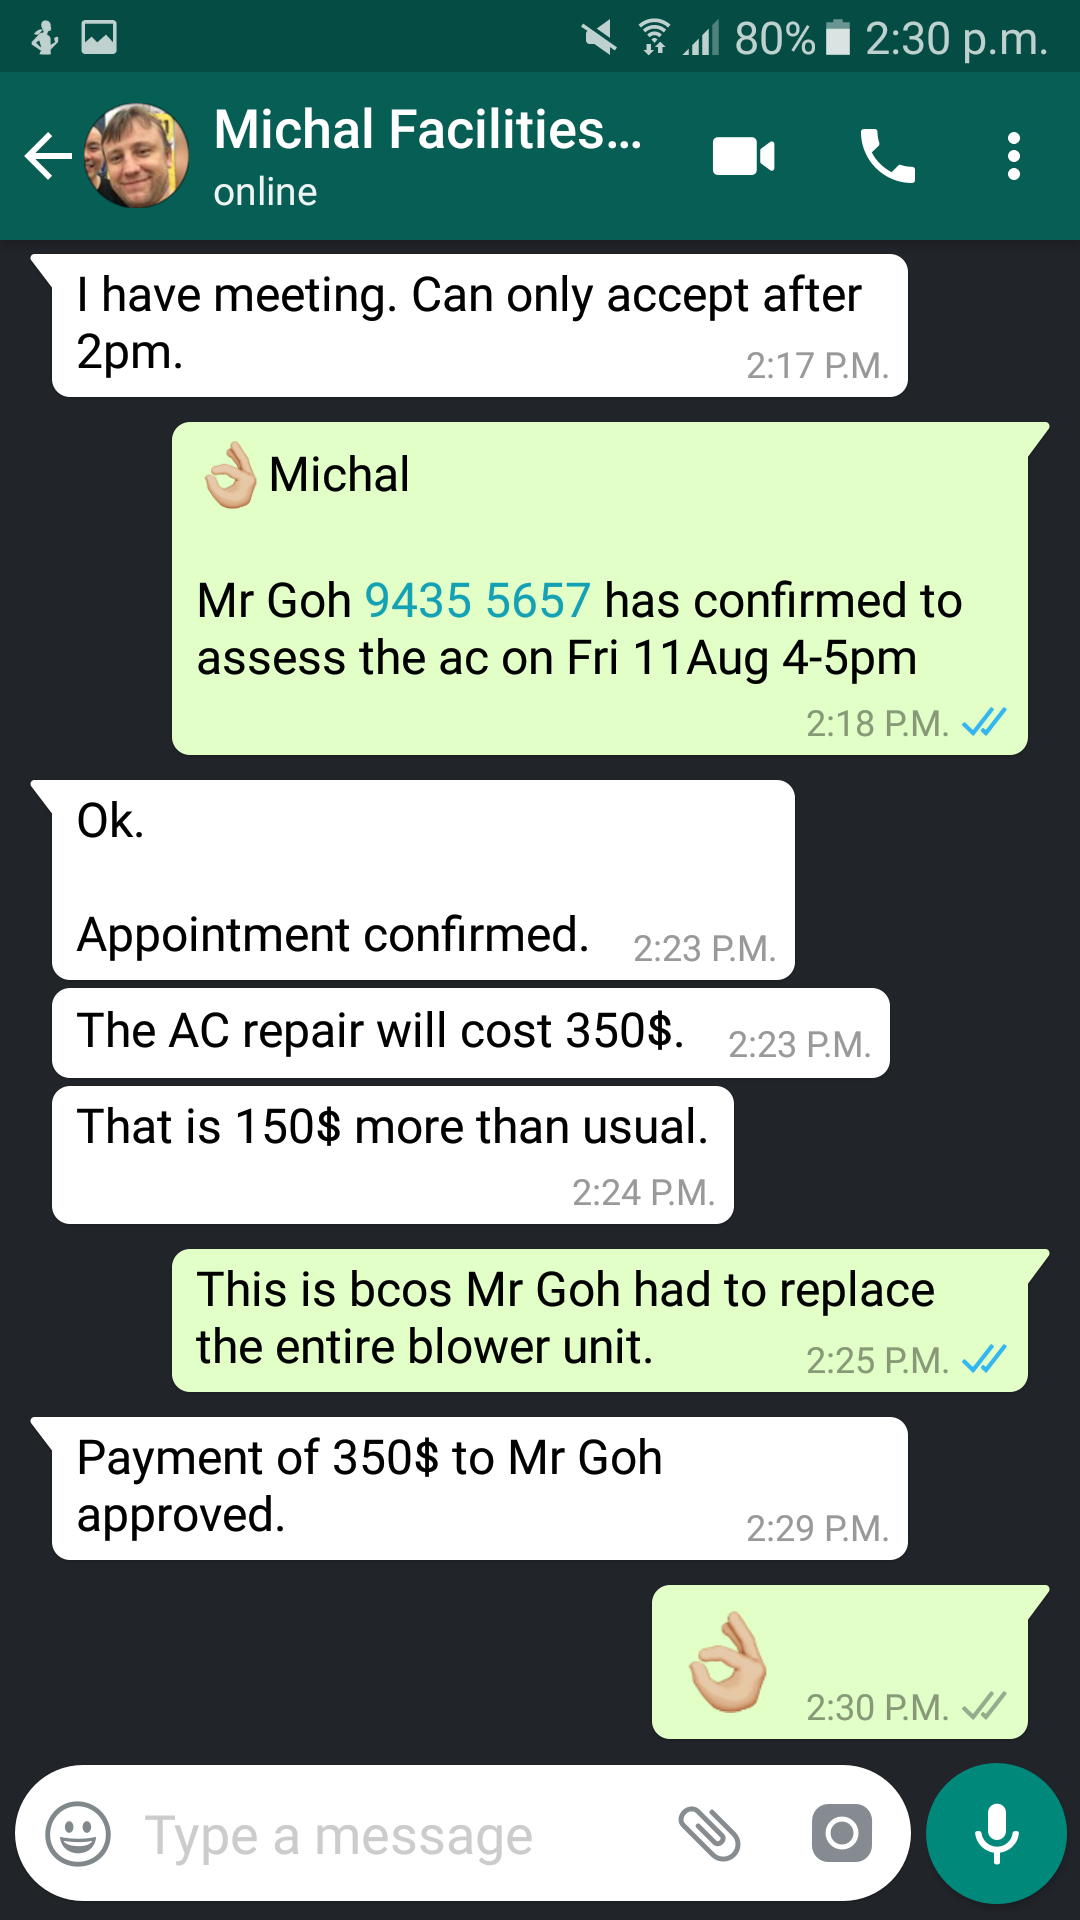 80% 2:30 p.m.
Michal Facilities...
online
I have meeting. Can only accept after
2pm.
2:17 P.M.
👌🏼Michal
Mr Goh 9435 5657 has confirmed to
assess the ac on Fri 11Aug 4-5pm
2:18 P.M.
Ok.
Appointment confirmed. 2:23 P.M.
The AC repair will cost 350$. 2:23 P.M.
That is 150$ more than usual.
2:24 P.M.
This is bcos Mr Goh had to replace
the entire blower unit. 2:25 P.M.
Payment of 350$ to Mr Goh
approved. 2:29 P.M.
👌🏼 2:30 P.M.
Type a message